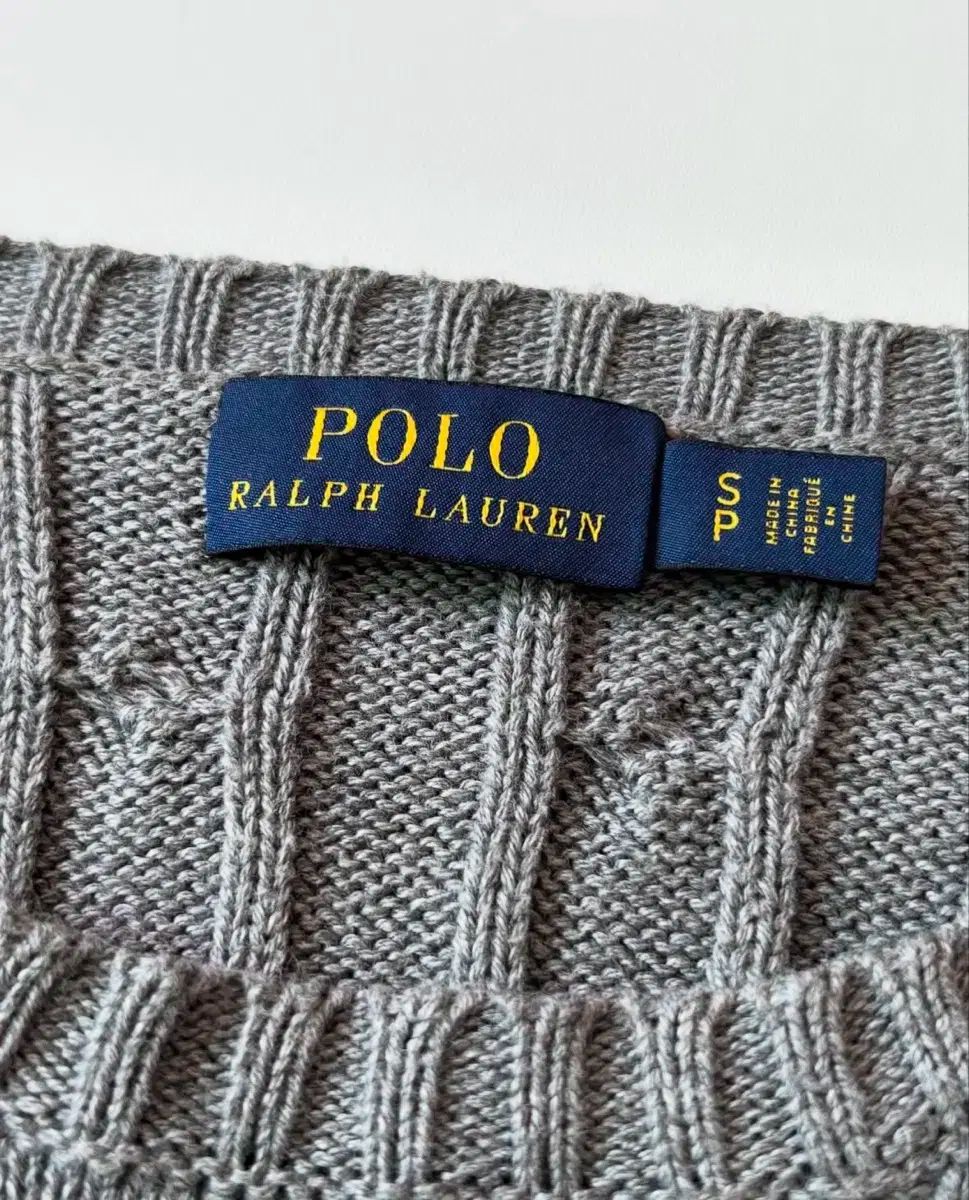 POLO
RALPH LAUREN
S
P
MADE IN
CHINA
FABRIQUÉ
EN
CHINE